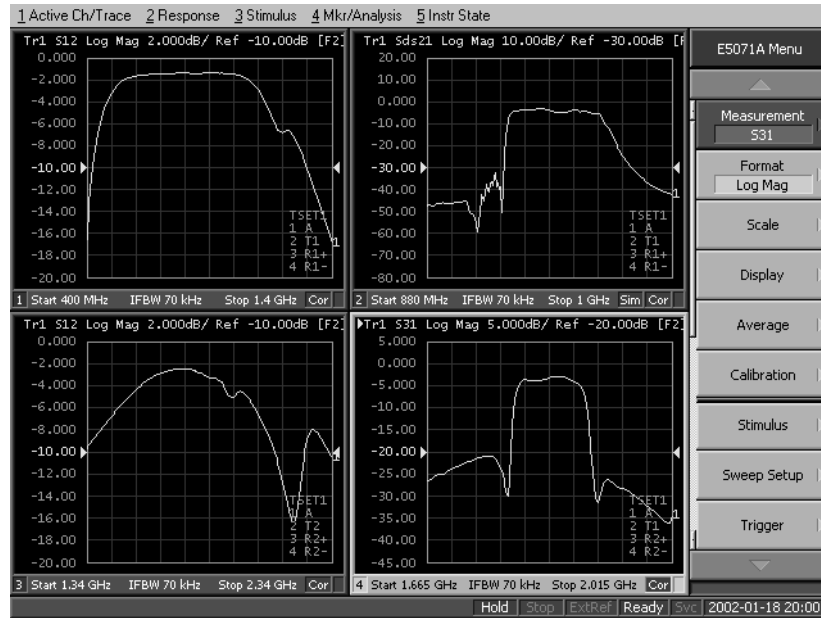 1 Active Ch/Trace 2 Response 3 Stimulus 4 Mkr/Analysis 5 Instr State
Tr1 S12 Log Mag 2.000dB/ Ref -10.00dB [F2]
0.000
-2.000
-4.000
-6.000
-8.000
-10.00
-12.00
-14.00
-16.00
-18.00
-20.00
TSET1
1 A
2 T1
3 R1+
4 R1-
1
1 Start 400 MHz IFBW 70 kHz Stop 1.4 GHz Cor
Tr1 Sds21 Log Mag 10.00dB/ Ref -30.00dB [F
20.00
10.00
0.000
-10.00
-20.00
-30.00
-40.00
-50.00
-60.00
-70.00
-80.00
TSET1
1 A
2 T1
3 R1+
4 R1-
1
2 Start 880 MHz IFBW 70 kHz Stop 1 GHz Sim Cor
Tr1 S12 Log Mag 2.000dB/ Ref -10.00dB [F2]
0.000
-2.000
-4.000
-6.000
-8.000
-10.00
-12.00
-14.00
-16.00
-18.00
-20.00
TSET1
1 A
2 T2
3 R2+
4 R2-
1
3 Start 1.34 GHz IFBW 70 kHz Stop 2.34 GHz Cor
Tr1 S31 Log Mag 5.000dB/ Ref -20.00dB [F2]
5.000
0.000
-5.000
-10.00
-15.00
-20.00
-25.00
-30.00
-35.00
-40.00
-45.00
TSET1
1 A
2 T1
3 R2+
4 R2-
1
4 Start 1.665 GHz IFBW 70 kHz Stop 2.015 GHz Cor
E5071A Menu
Measurement
S31
Format
Log Mag
Scale
Display
Average
Calibration
Stimulus
Sweep Setup
Trigger
Hold Stop ExtRef Ready Svc 2002-01-18 20:00